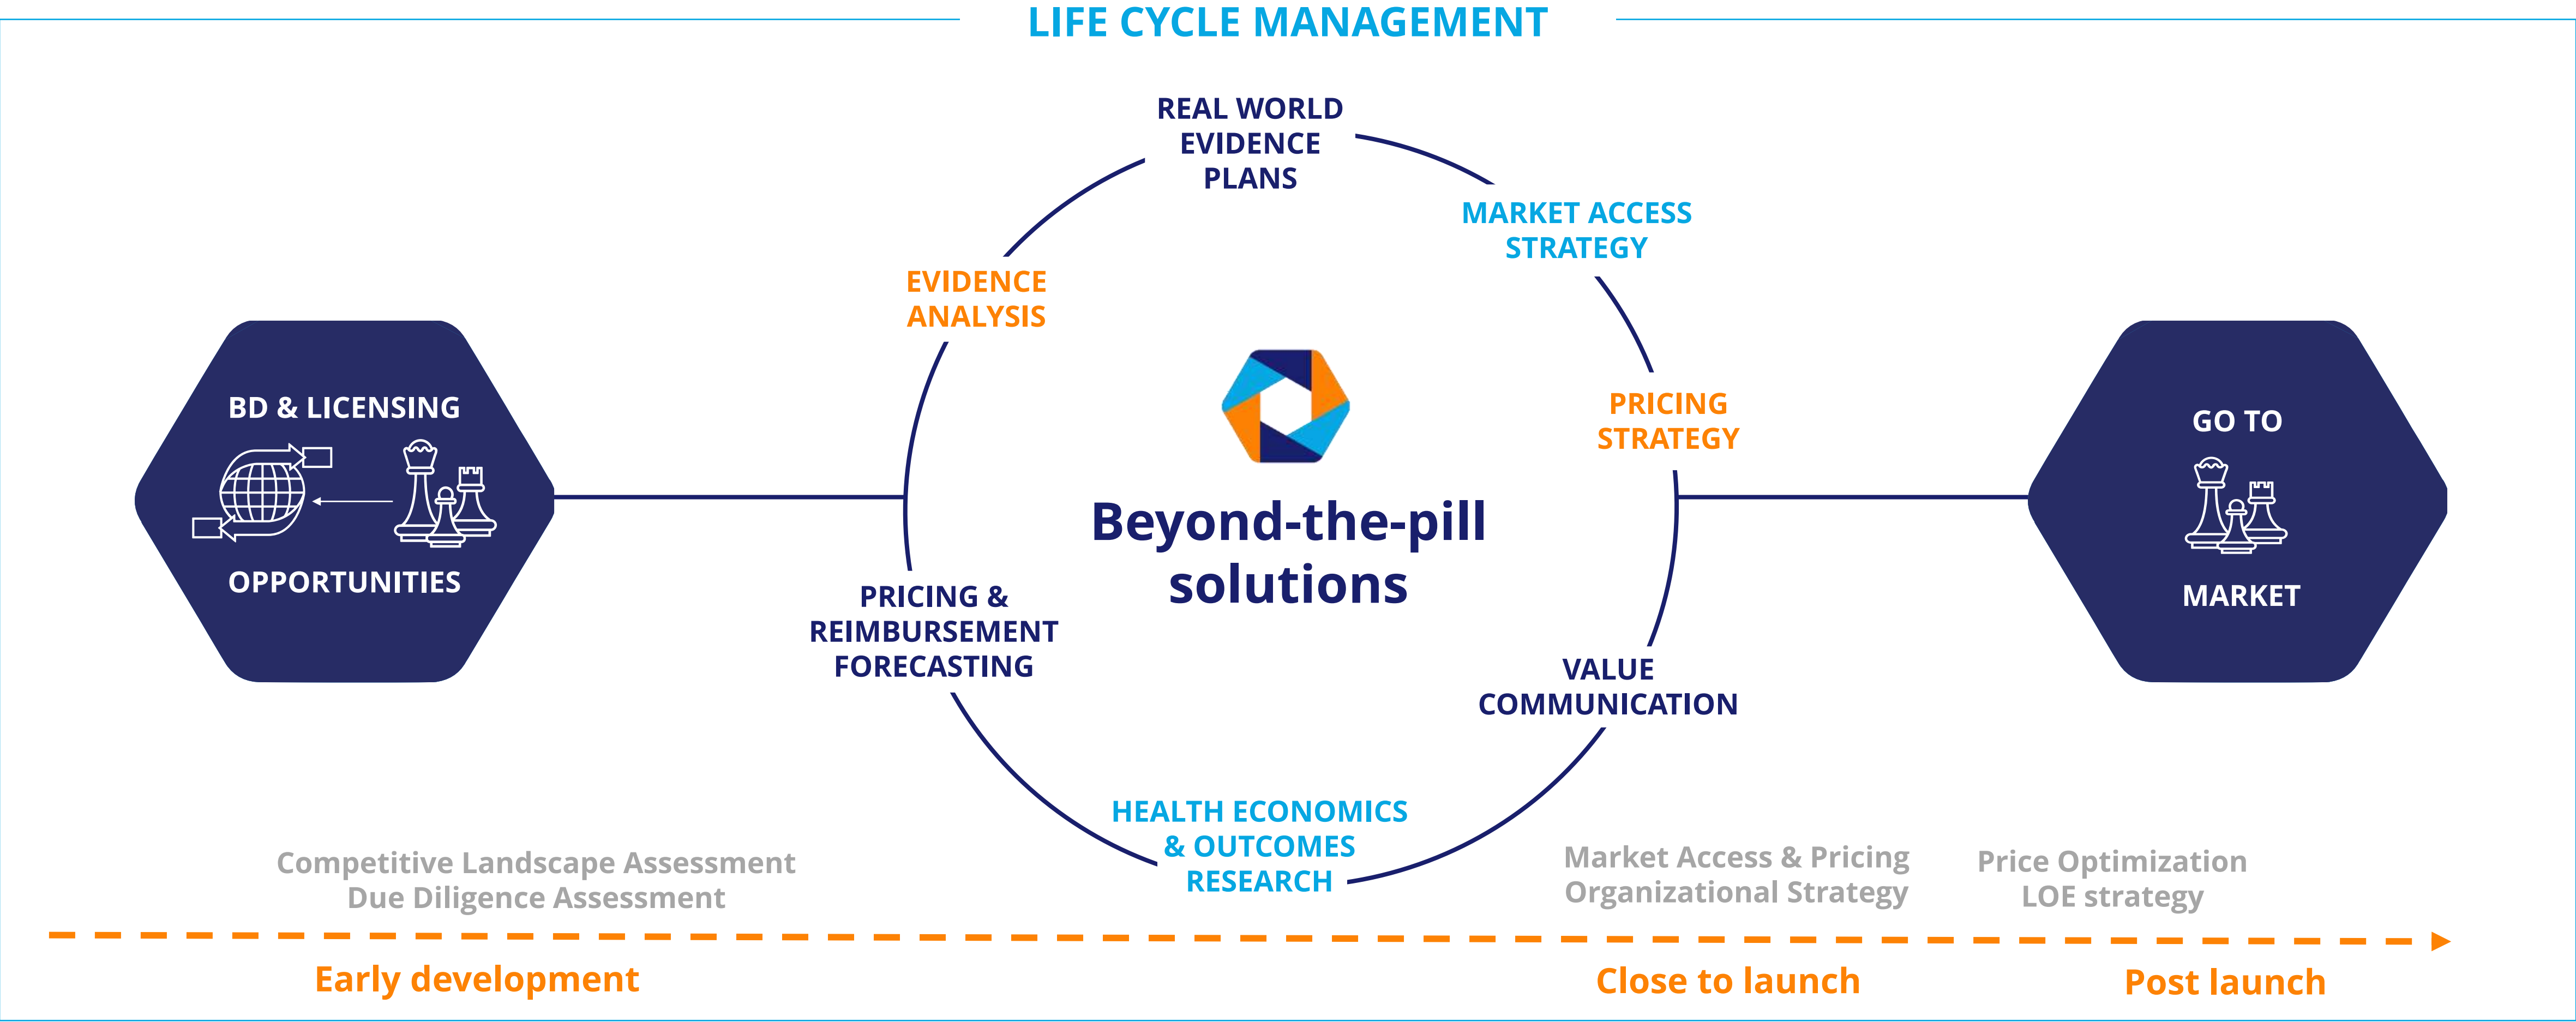 LIFE CYCLE MANAGEMENT
REAL WORLD
EVIDENCE
PLANS
MARKET ACCESS
STRATEGY
EVIDENCE
ANALYSIS
PRICING
STRATEGY
BD & LICENSING
OPPORTUNITIES
GO TO
MARKET
Beyond-the-pill
solutions
PRICING &
REIMBURSEMENT
FORECASTING
VALUE
COMMUNICATION
HEALTH ECONOMICS
& OUTCOMES
RESEARCH
Competitive Landscape Assessment
Due Diligence Assessment
Market Access & Pricing
Organizational Strategy
Price Optimization
LOE strategy
Early development
Close to launch
Post launch